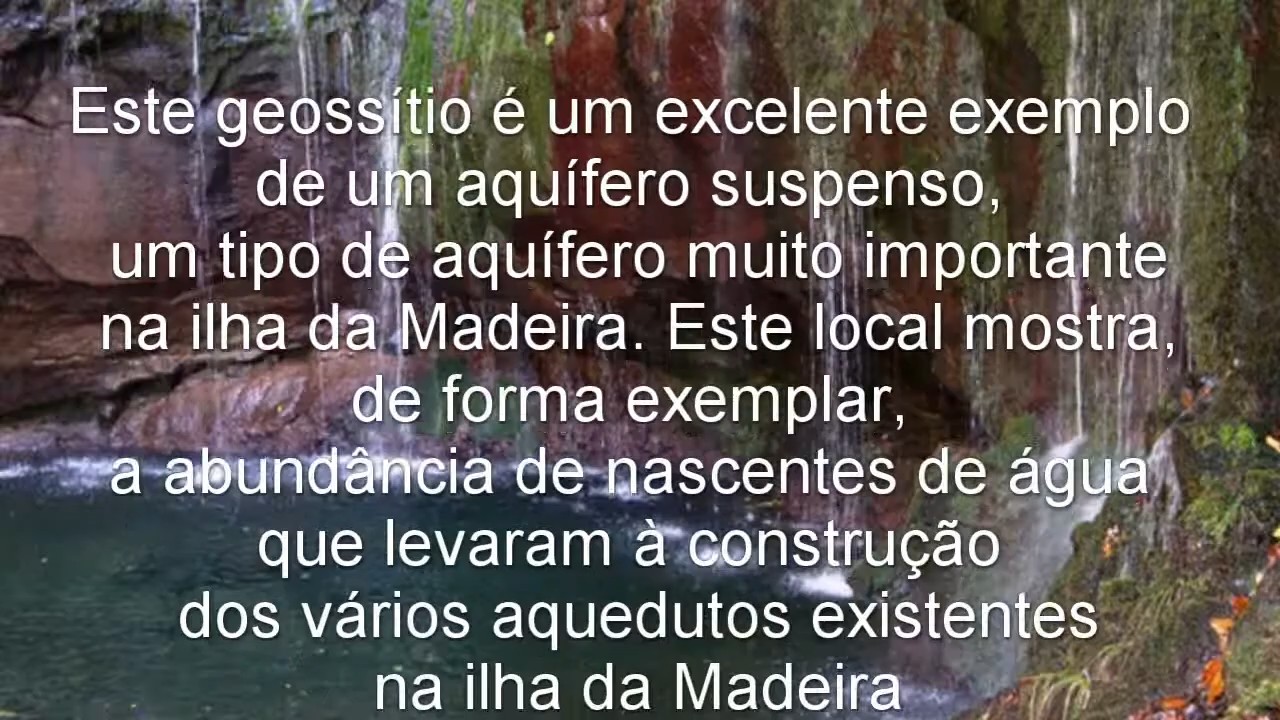 Este geossítio é um excelente exemplo
de um aquífero suspenso,
um tipo de aquífero muito importante
na ilha da Madeira. Este local mostra,
de forma exemplar,
a abundância de nascentes de água
que levaram à construção
dos vários aquedutos existentes
na ilha da Madeira